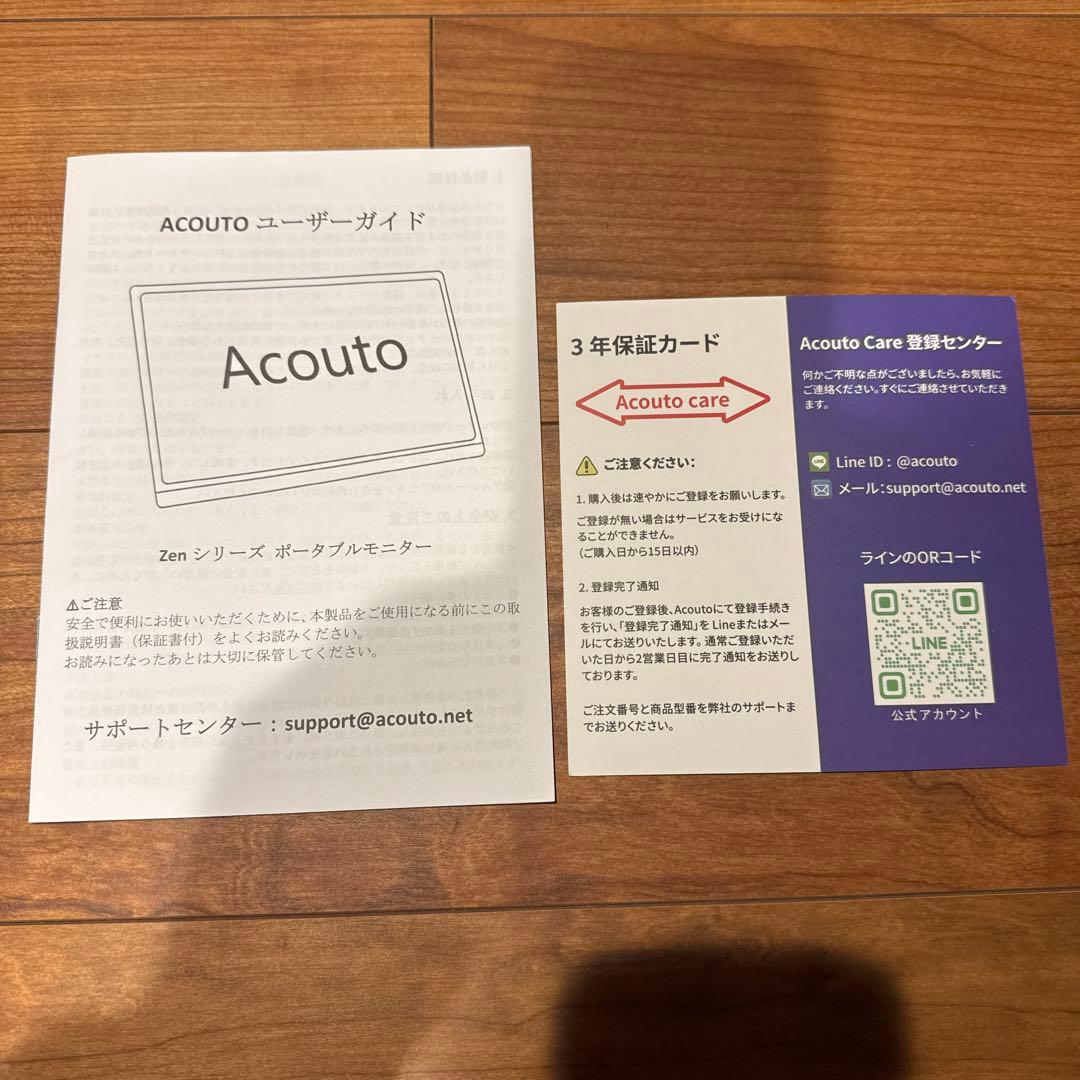 ACOUTO ユーザーガイド
Acouto
Zen シリーズ ポータブルモニター
⚠ご注意
安全で便利にお使いいただくために、本製品をご使用になる前にこの取
扱説明書（保証書付）をよくお読みください。
お読みになったあとは大切に保管してください。
サポートセンター：support@acouto.net
3 年保証カード
Acouto care
ご注意ください：
1. 購入後は速やかにご登録をお願いします。
ご登録が無い場合はサービスをお受けにな
ることができません。
（ご購入日から15日以内）
2. 登録完了通知
お客様のご登録後、Acoutoにて登録手続き
を行い、「登録完了通知」を Lineまたはメー
ルにてお送りいたします。通常ご登録いただ
いた日から2営業日目に完了通知をお送りし
ております。
ご注文番号と商品型番を弊社のサポートま
でお送りください。
Acouto Care 登録センター
何かご不明な点がございましたら、お気軽に
ご連絡ください。すぐにご連絡させていただき
ます。
LINE
Line ID : @acouto
メール：support@acouto.net
ラインのORコード
LINE
公式アカウント